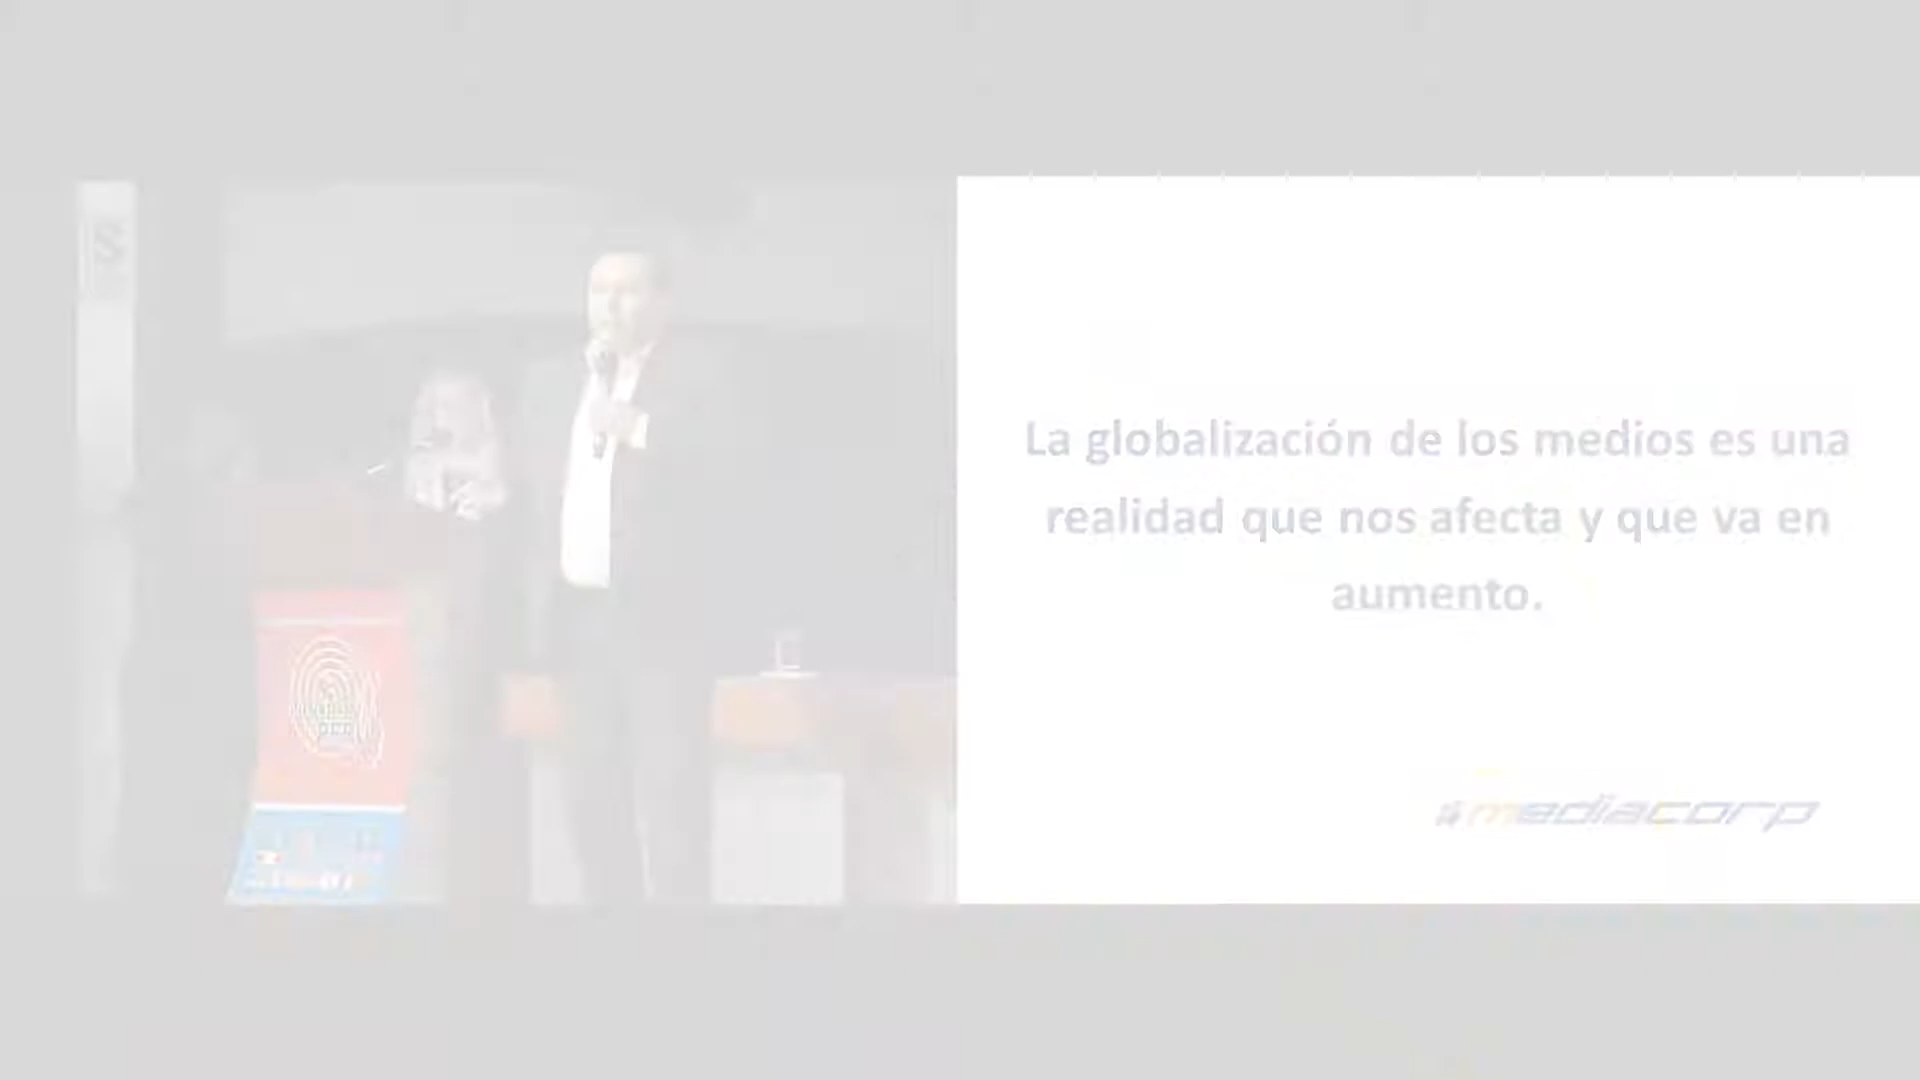 La globalización de los medios es una
realidad que nos afecta y que va en
aumento.
mediacorp